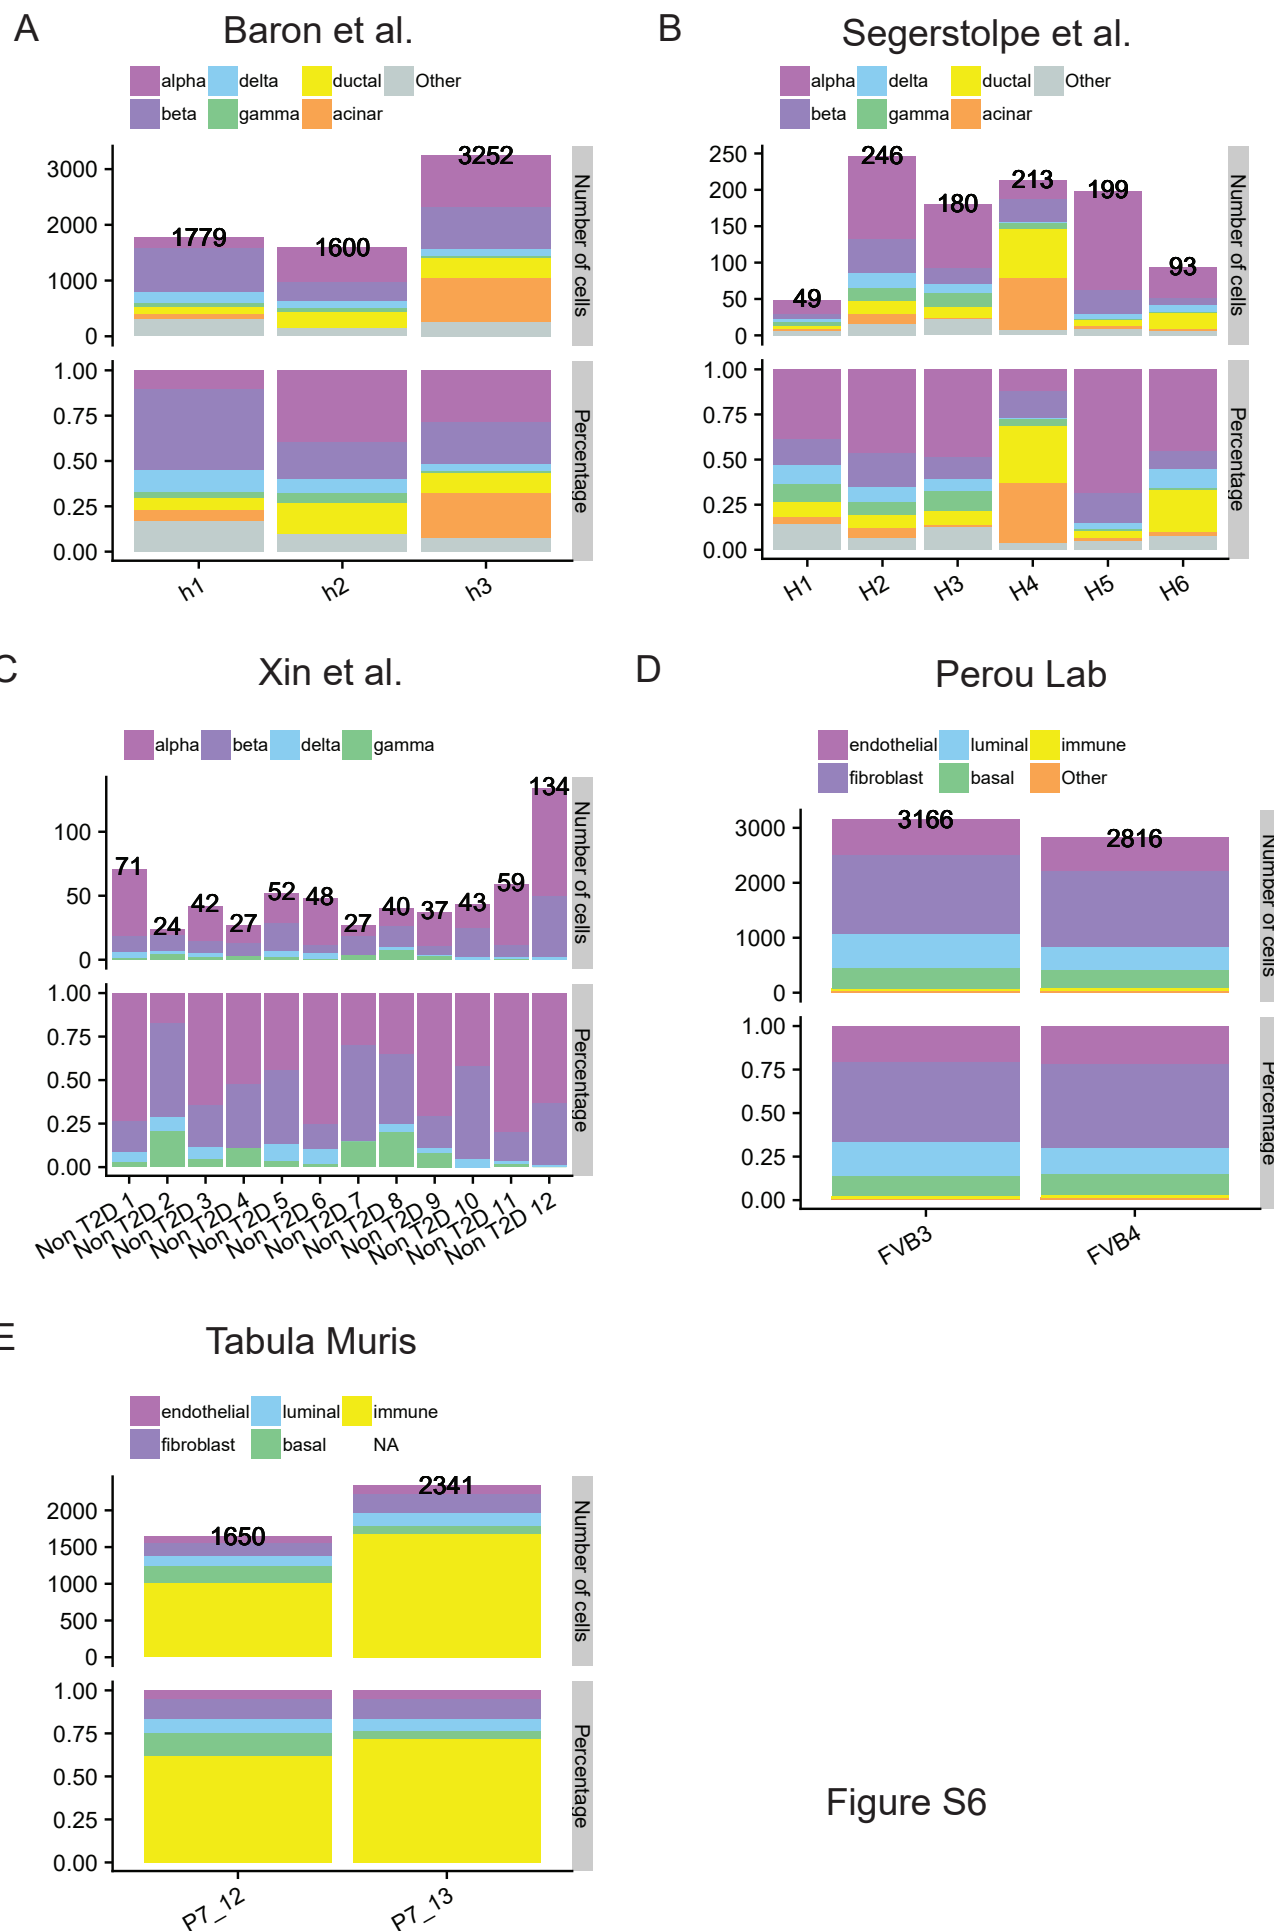 A
Baron et al.
alpha delta ductal Other
beta gamma acinar
3000
2000
1000
0
1779
1600
3252
Number of cells
1.00
0.75
0.50
0.25
0.00
Percentage
h1 h2 h3
B
Segerstolpe et al.
alpha delta ductal Other
beta gamma acinar
250
200
150
100
50
0
49
246
180
213
199
93
Number of cells
1.00
0.75
0.50
0.25
0.00
Percentage
H1 H2 H3 H4 H5 H6
C
Xin et al.
alpha beta delta gamma
100
50
0
71
24
42
27
52
48
27
40
37
43
59
134
Number of cells
1.00
0.75
0.50
0.25
0.00
Percentage
Non T2D 1
Non T2D 2
Non T2D 3
Non T2D 4
Non T2D 5
Non T2D 6
Non T2D 7
Non T2D 8
Non T2D 9
Non T2D 10
Non T2D 11
Non T2D 12
D
Perou Lab
endothelial luminal immune
fibroblast basal Other
3000
2000
1000
0
3166
2816
Number of cells
1.00
0.75
0.50
0.25
0.00
Percentage
FVB3 FVB4
E
Tabula Muris
endothelial luminal immune
fibroblast basal NA
2000
1500
1000
500
0
1650
2341
Number of cells
1.00
0.75
0.50
0.25
0.00
Percentage
P7_12 P7_13
Figure S6